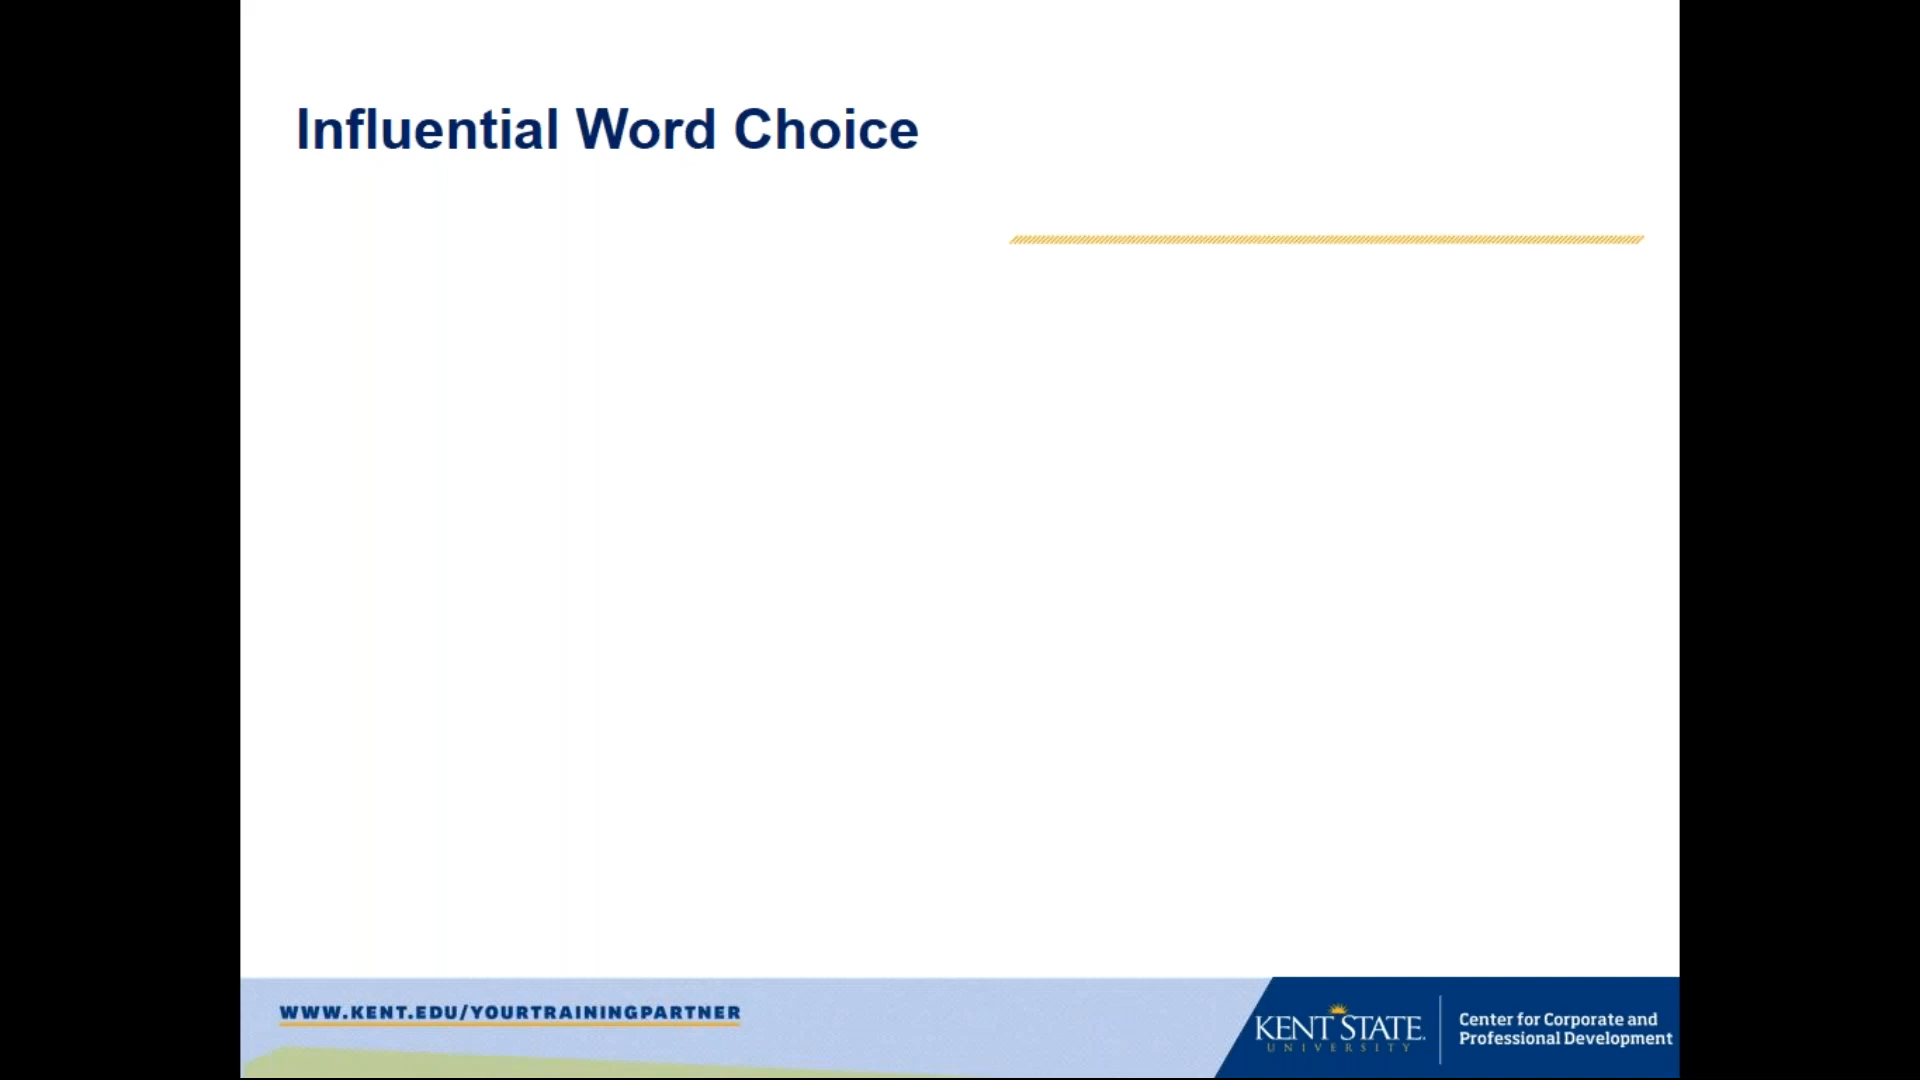 Influential Word Choice
WWW.KENT.EDU/YOURTRAININGPARTNER
KENT STATE
UNIVERSITY
Center for Corporate and
Professional Development